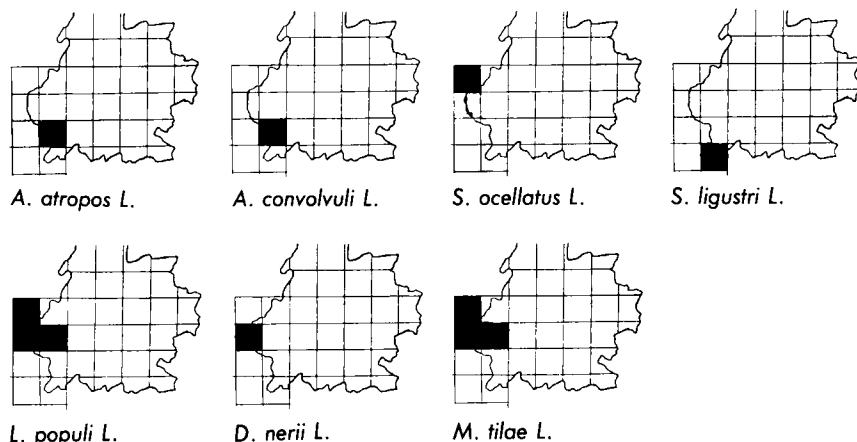 A. atropos L.
A. convolvuli L.
S. ocellatus L.
S. ligustri L.
L. populi L.
D. nerii L.
M. tilae L.